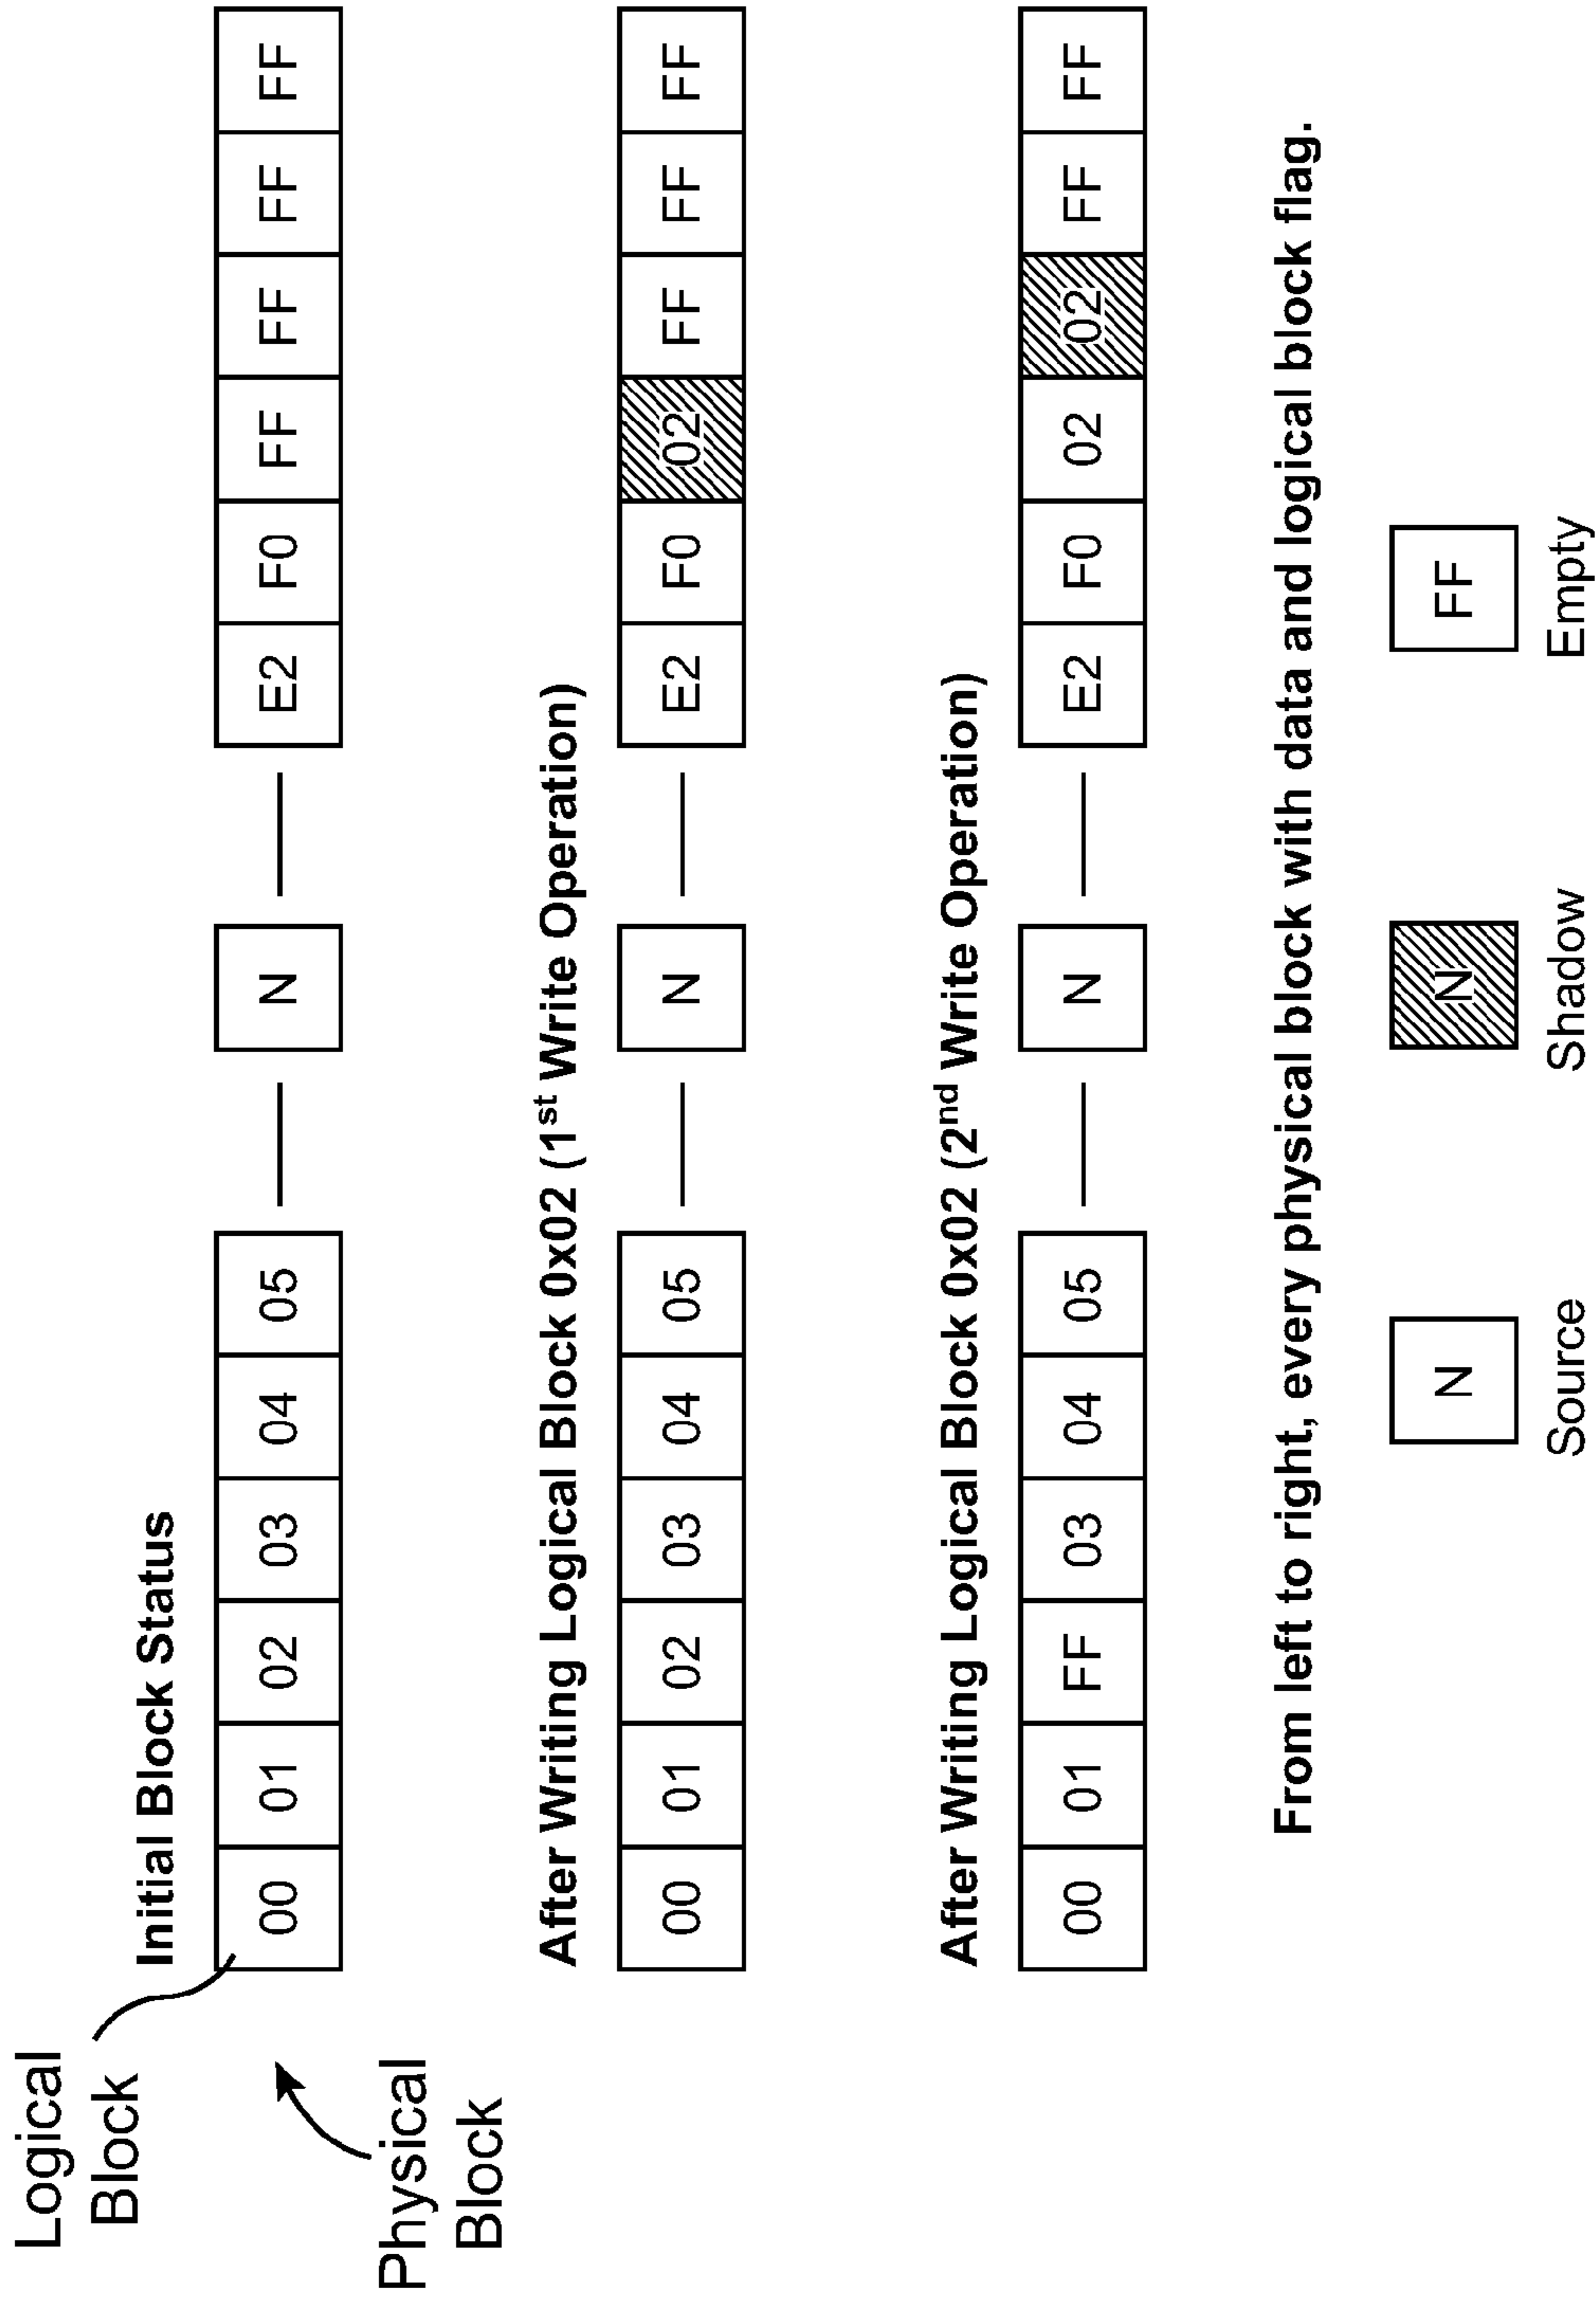 Logical
Block
Physical
Block
Initial Block Status
00 01 02 03 04 05 N E2 F0 FF FF FF FF
After Writing Logical Block 0x02 (1st Write Operation)
00 01 02 03 04 05 N E2 F0 02 FF FF FF
After Writing Logical Block 0x02 (2nd Write Operation)
00 01 FF 03 04 05 N E2 F0 02 02 FF FF
From left to right, every physical block with data and logical block flag.
N N FF
Source Shadow Empty